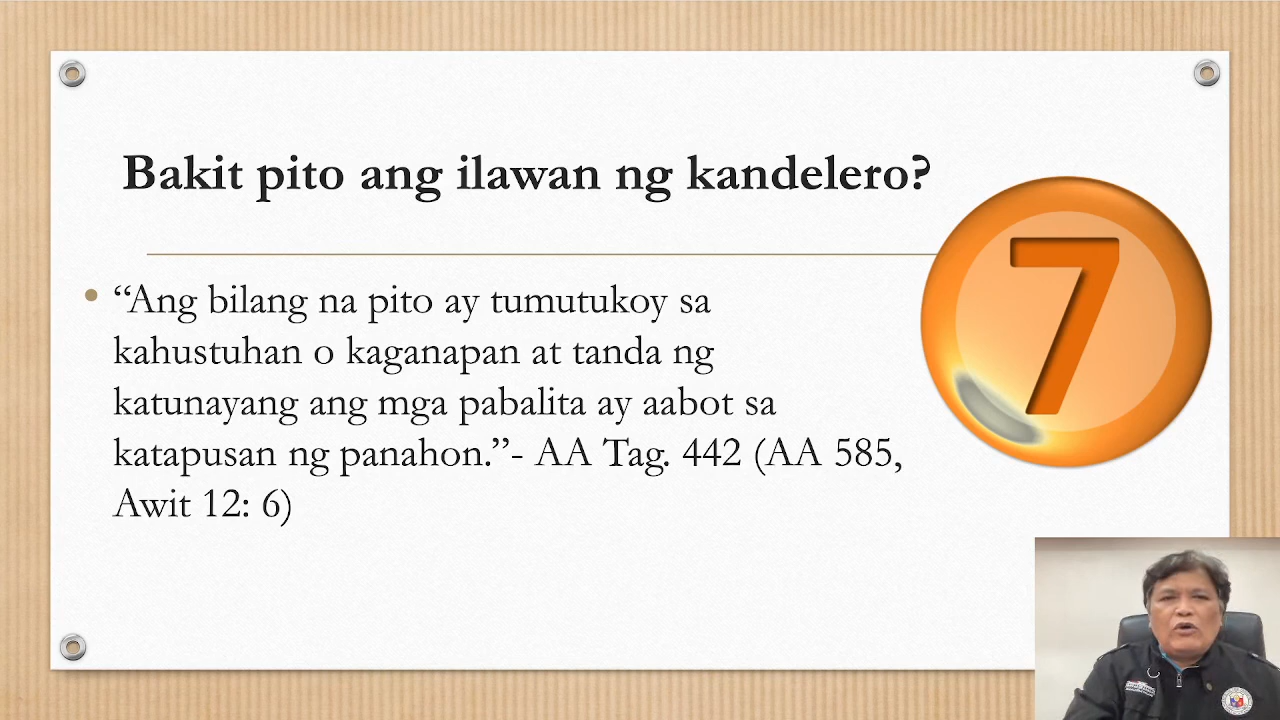 Bakit pito ang ilawan ng kandelero?
“Ang bilang na pito ay tumutukoy sa
kahustuhan o kaganapan at tanda ng
katunayang ang mga pabalita ay aabot sa
katapusan ng panahon.”- AA Tag. 442 (AA 585,
Awit 12: 6)
7